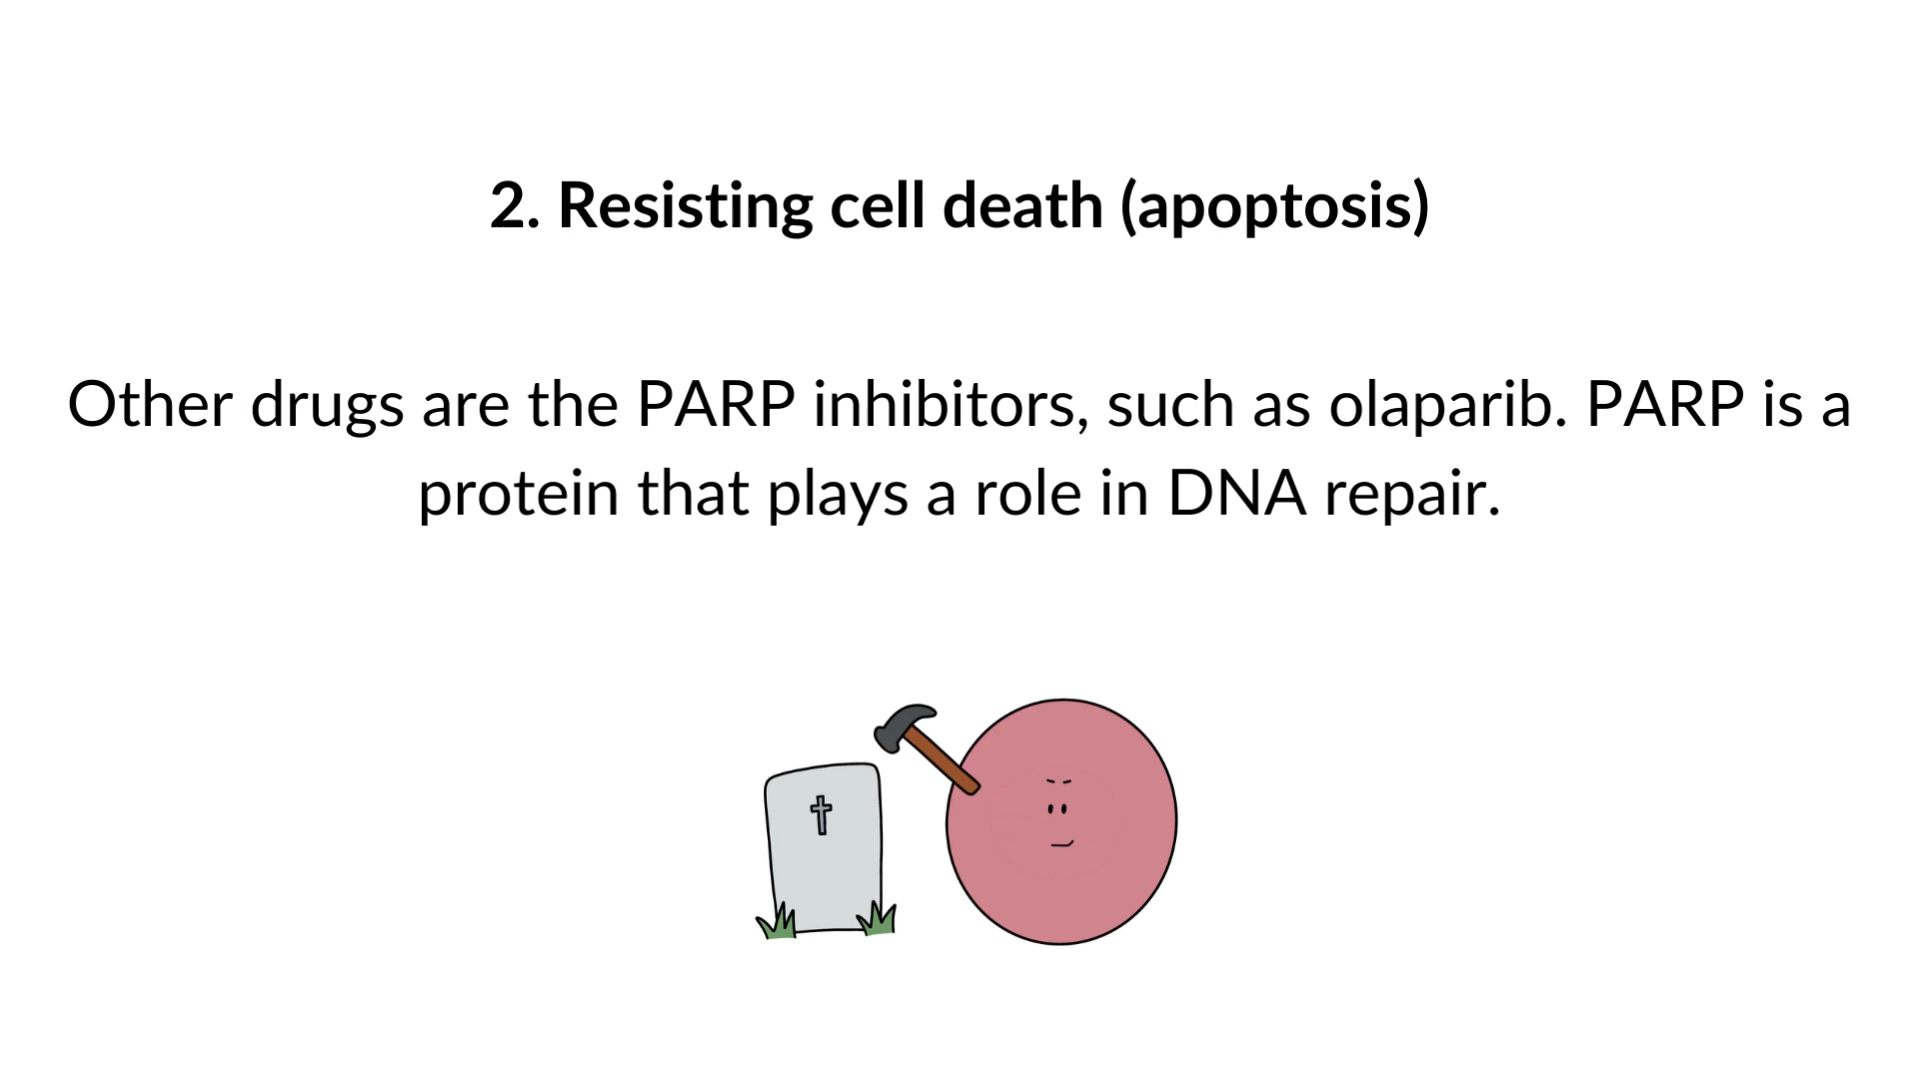 2. Resisting cell death (apoptosis)
Other drugs are the PARP inhibitors, such as olaparib. PARP is a
protein that plays a role in DNA repair.